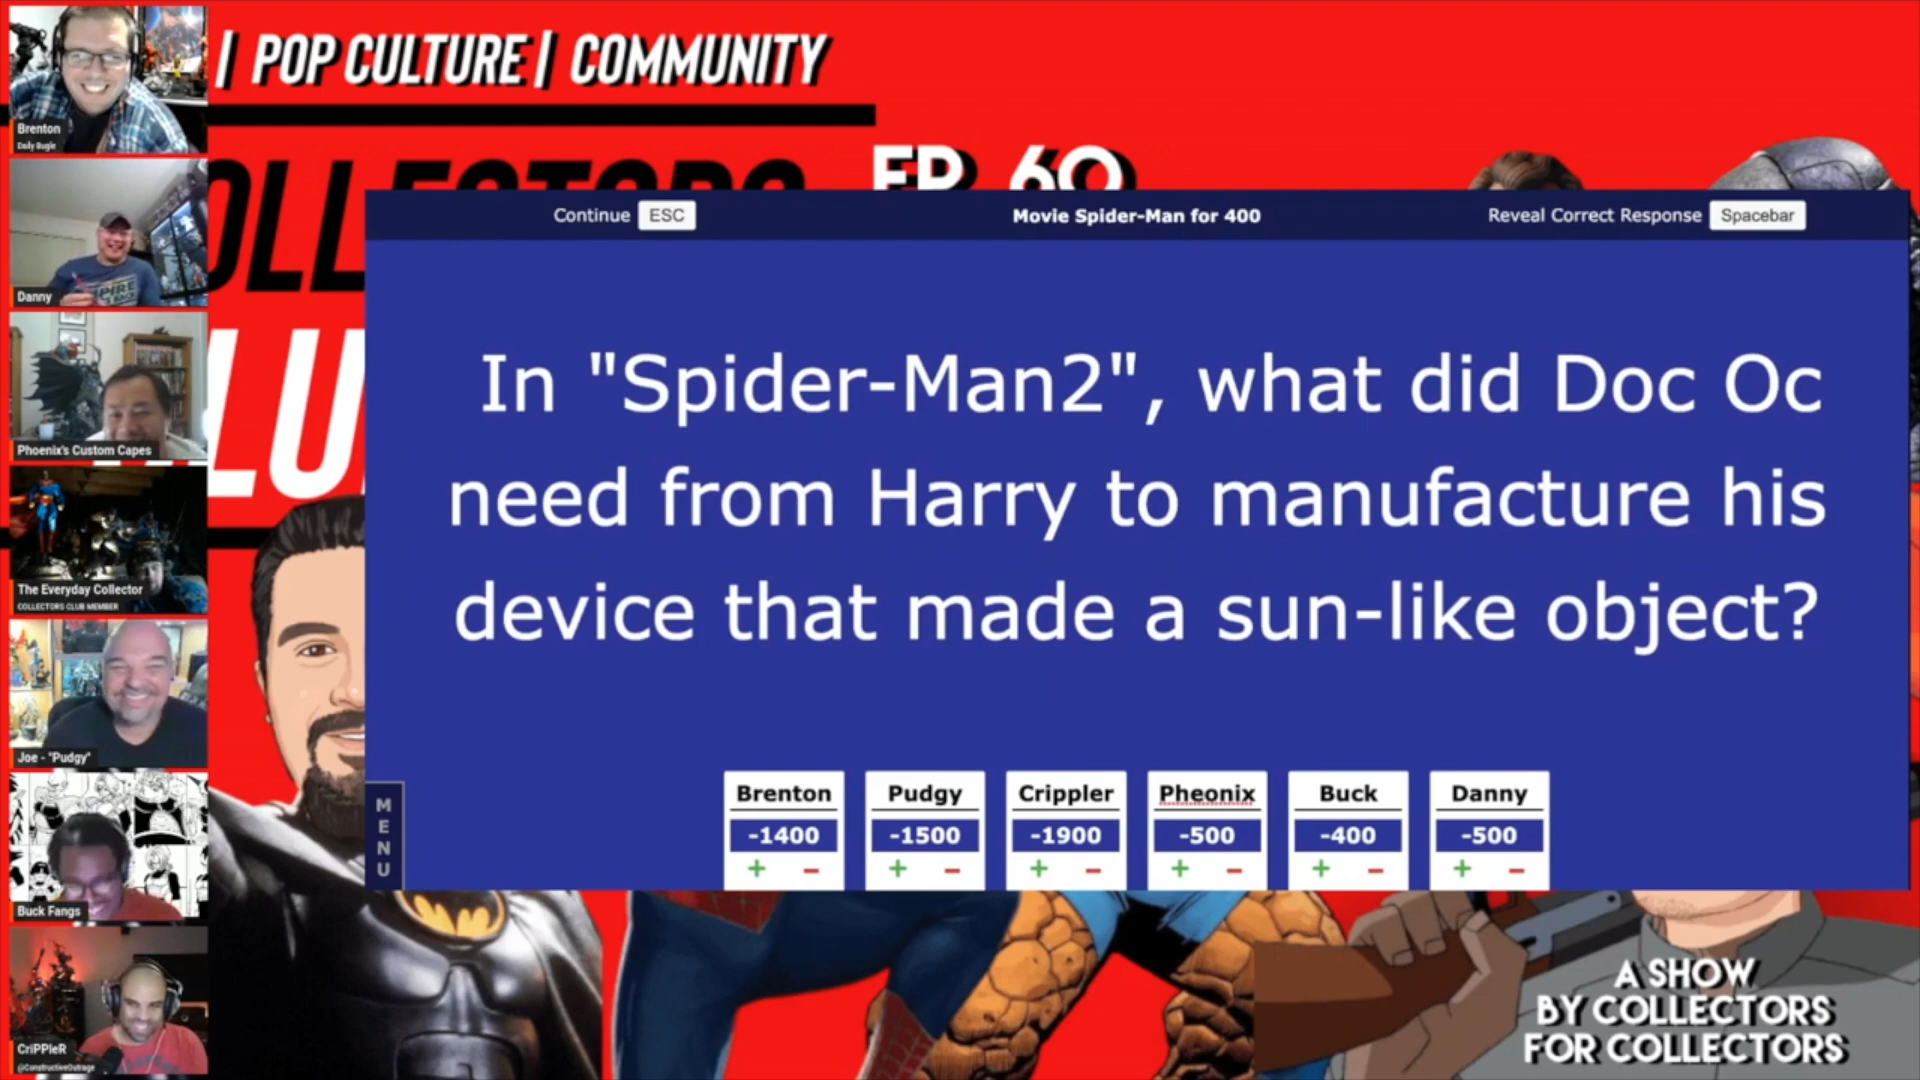 | POP CULTURE | COMMUNITY
EP. 60
Continue ESC
Movie Spider-Man for 400
Reveal Correct Response Spacebar
In "Spider-Man2", what did Doc Oc
need from Harry to manufacture his
device that made a sun-like object?
MENU
Brenton
-1400
+ −
Pudgy
-1500
+ −
Crippler
-1900
+ −
Pheonix
-500
+ −
Buck
-400
+ −
Danny
-500
+ −
Brenton
Daily Bugle
Danny
Phoenix's Custom Capes
The Everyday Collector
COLLECTORS CLUB MEMBER
Joe - "Pudgy"
Buck Fangs
CriPPleR
@ConstructiveOutrage
A SHOW
BY COLLECTORS
FOR COLLECTORS